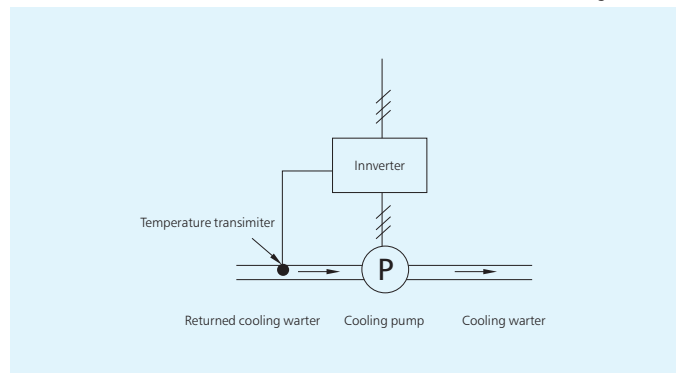 Innverter
Temperature transimiter
P
Returned cooling warter
Cooling pump
Cooling warter